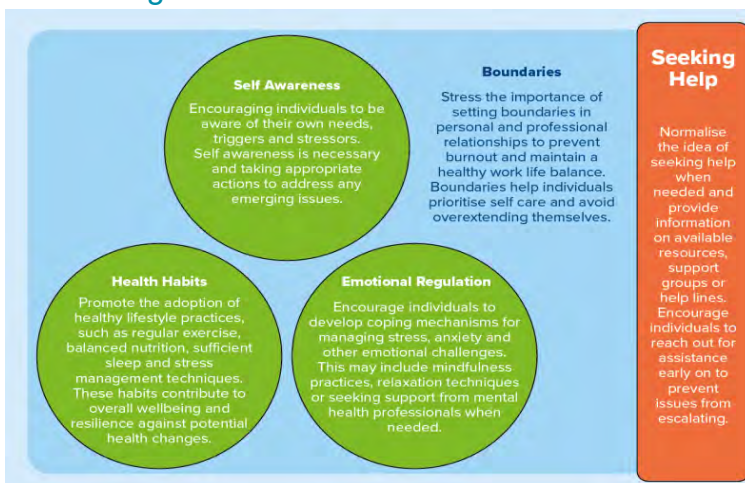 Self Awareness
Encouraging individuals to be
aware of their own needs,
triggers and stressors.
Self awareness is necessary
and taking appropriate
actions to address any
emerging issues.
Boundaries
Stress the importance of
setting boundaries in
personal and professional
relationships to prevent
burnout and maintain a
healthy work life balance.
Boundaries help individuals
prioritise self care and avoid
overextending themselves.
Health Habits
Promote the adoption of
healthy lifestyle practices,
such as regular exercise,
balanced nutrition, sufficient
sleep and stress
management techniques.
These habits contribute to
overall wellbeing and
resilience against potential
health changes.
Emotional Regulation
Encourage individuals to
develop coping mechanisms for
managing stress, anxiety and
other emotional challenges.
This may include mindfulness
practices, relaxation techniques
or seeking support from mental
health professionals when
needed.
Seeking
Help
Normalise
the idea of
seeking help
when
needed and
provide
information
on available
resources,
support
groups or
help lines.
Encourage
individuals to
reach out for
assistance
early on to
prevent
issues from
escalating.